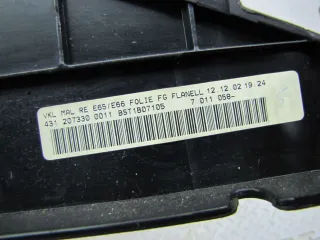 VKL MAL RE E65/E66 FOLIE FG FLANELL 12.12.02 19.24
431 207330 0011 BST1B07105 7 011 058-